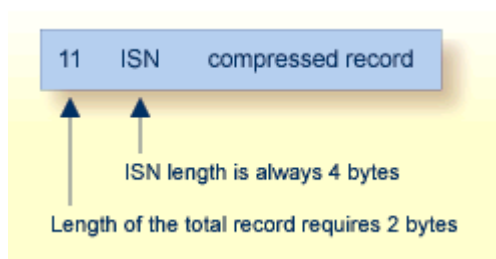 11 ISN compressed record
ISN length is always 4 bytes
Length of the total record requires 2 bytes